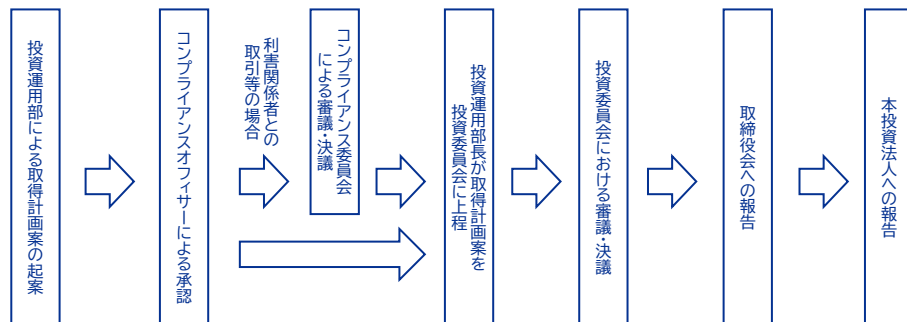 投資運用部による取得計画案の起案
コンプライアンスオフィサーによる承認
利害関係者との
取引等の場合
コンプライアンス委員会
による審議・決議
投資運用部長が取得計画案を
投資委員会に上程
投資委員会における審議・決議
取締役会への報告
本投資法人への報告